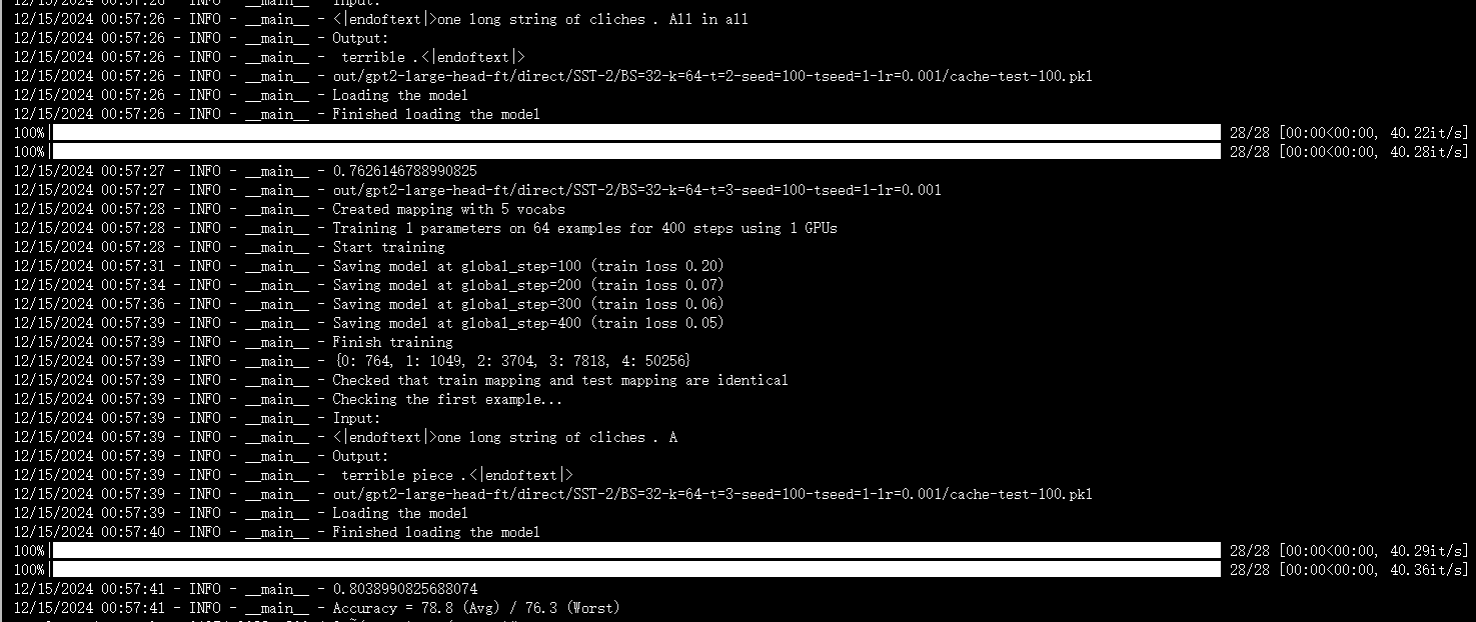 12/15/2024 00:57:26 - INFO - __main__ - Input:
12/15/2024 00:57:26 - INFO - __main__ - <|endoftext|>one long string of cliches . All in all
12/15/2024 00:57:26 - INFO - __main__ - Output:
12/15/2024 00:57:26 - INFO - __main__ -  terrible .<|endoftext|>
12/15/2024 00:57:26 - INFO - __main__ - out/gpt2-large-head-ft/direct/SST-2/BS=32-k=64-t=2-seed=100-tseed=1-lr=0.001/cache-test-100.pkl
12/15/2024 00:57:26 - INFO - __main__ - Loading the model
12/15/2024 00:57:26 - INFO - __main__ - Finished loading the model
100%| 28/28 [00:00<00:00, 40.22it/s]
100%| 28/28 [00:00<00:00, 40.28it/s]
12/15/2024 00:57:27 - INFO - __main__ - 0.7626146788990825
12/15/2024 00:57:27 - INFO - __main__ - out/gpt2-large-head-ft/direct/SST-2/BS=32-k=64-t=3-seed=100-tseed=1-lr=0.001
12/15/2024 00:57:28 - INFO - __main__ - Created mapping with 5 vocabs
12/15/2024 00:57:28 - INFO - __main__ - Training 1 parameters on 64 examples for 400 steps using 1 GPUs
12/15/2024 00:57:28 - INFO - __main__ - Start training
12/15/2024 00:57:31 - INFO - __main__ - Saving model at global_step=100 (train loss 0.20)
12/15/2024 00:57:34 - INFO - __main__ - Saving model at global_step=200 (train loss 0.07)
12/15/2024 00:57:36 - INFO - __main__ - Saving model at global_step=300 (train loss 0.06)
12/15/2024 00:57:39 - INFO - __main__ - Saving model at global_step=400 (train loss 0.05)
12/15/2024 00:57:39 - INFO - __main__ - Finish training
12/15/2024 00:57:39 - INFO - __main__ - {0: 764, 1: 1049, 2: 3704, 3: 7818, 4: 50256}
12/15/2024 00:57:39 - INFO - __main__ - Checked that train mapping and test mapping are identical
12/15/2024 00:57:39 - INFO - __main__ - Checking the first example...
12/15/2024 00:57:39 - INFO - __main__ - Input:
12/15/2024 00:57:39 - INFO - __main__ - <|endoftext|>one long string of cliches . A
12/15/2024 00:57:39 - INFO - __main__ - Output:
12/15/2024 00:57:39 - INFO - __main__ -  terrible piece .<|endoftext|>
12/15/2024 00:57:39 - INFO - __main__ - out/gpt2-large-head-ft/direct/SST-2/BS=32-k=64-t=3-seed=100-tseed=1-lr=0.001/cache-test-100.pkl
12/15/2024 00:57:39 - INFO - __main__ - Loading the model
12/15/2024 00:57:40 - INFO - __main__ - Finished loading the model
100%| 28/28 [00:00<00:00, 40.29it/s]
100%| 28/28 [00:00<00:00, 40.36it/s]
12/15/2024 00:57:41 - INFO - __main__ - 0.8038990825688074
12/15/2024 00:57:41 - INFO - __main__ - Accuracy = 78.8 (Avg) / 76.3 (Worst)